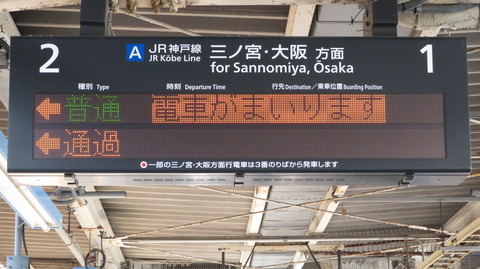 2
A JR神戸線
JR Kōbe Line
三ノ宮・大阪 方面
for Sannomiya, Ōsaka
1
種別 Type 時刻 Departure Time 行先 Destination／乗車位置 Boarding Position
普通 電車がまいります
通過
一部の三ノ宮・大阪方面行電車は3番のりばから発車します